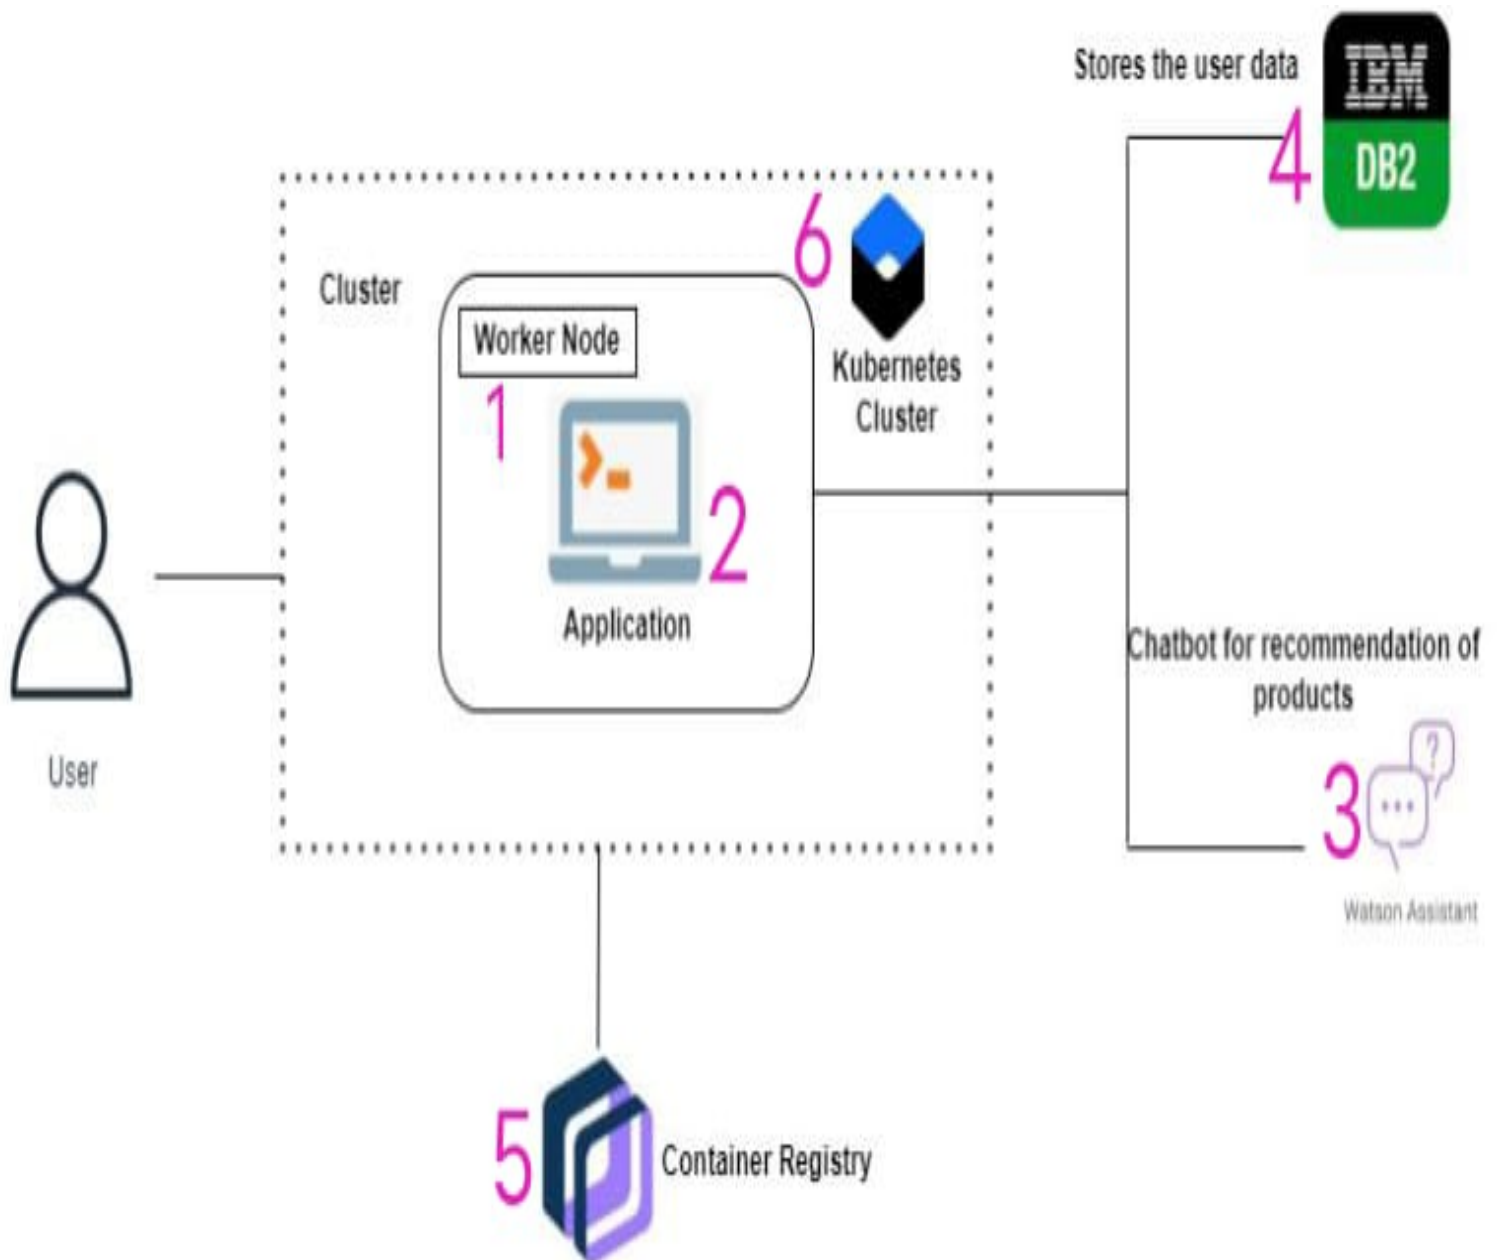 Stores the user data
IBM
DB2
4
6
Cluster
Worker Node
Kubernetes
Cluster
1
2
Application
Chatbot for recommendation of
products
?
3
Watson Assistant
User
5
Container Registry